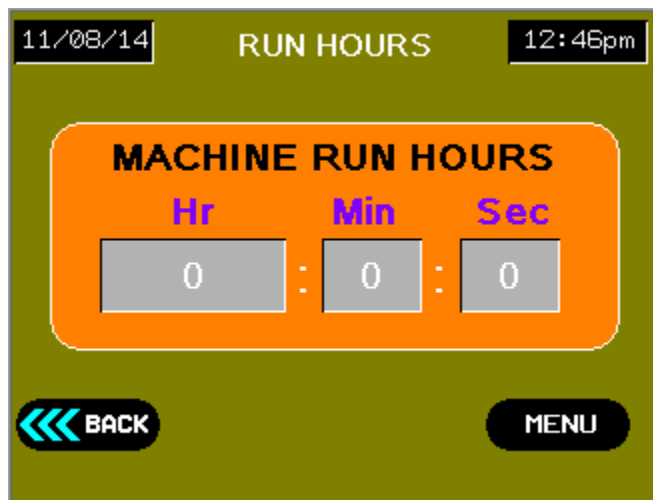 11/08/14 RUN HOURS 12:46pm
MACHINE RUN HOURS
Hr Min Sec
0 : 0 : 0
BACK MENU